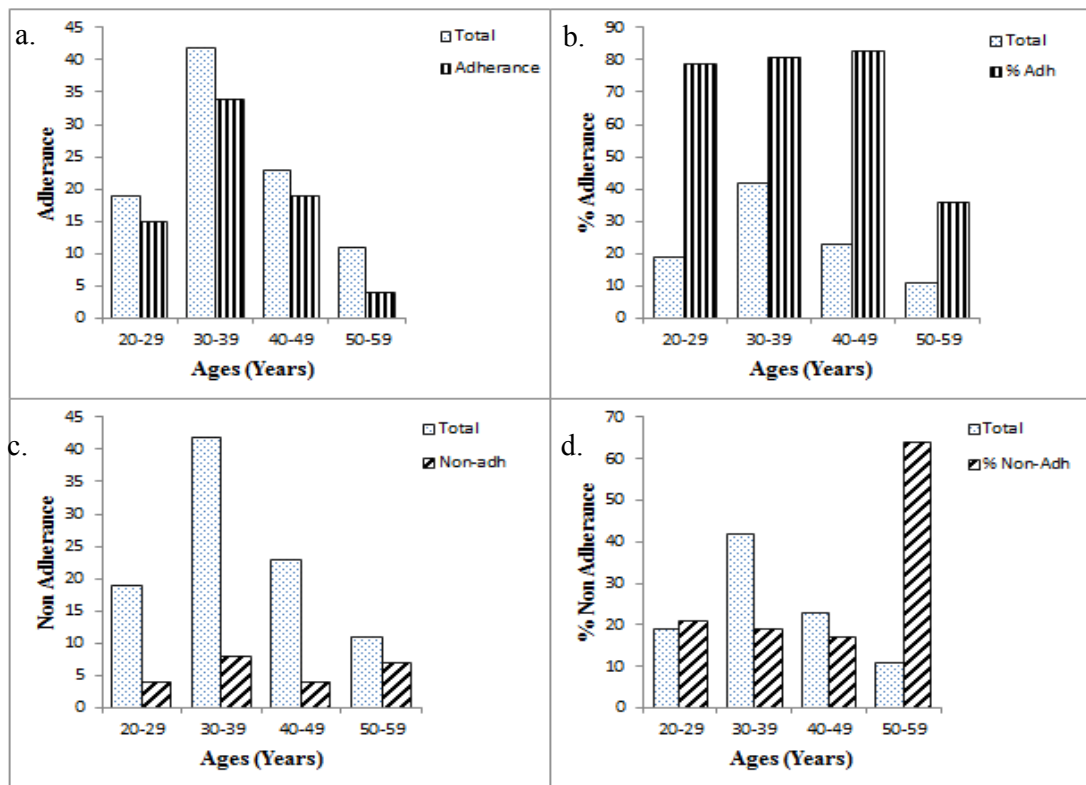 a.
Total
Adherance
45
40
35
30
25
20
15
10
5
0
Adherance
20-29 30-39 40-49 50-59
Ages (Years)
b.
Total
% Adh
90
80
70
60
50
40
30
20
10
0
% Adherance
20-29 30-39 40-49 50-59
Ages (Years)
c.
Total
Non-adh
45
40
35
30
25
20
15
10
5
0
Non Adherance
20-29 30-39 40-49 50-59
Ages (Years)
d.
Total
% Non-Adh
70
60
50
40
30
20
10
0
% Non Adherance
20-29 30-39 40-49 50-59
Ages (Years)